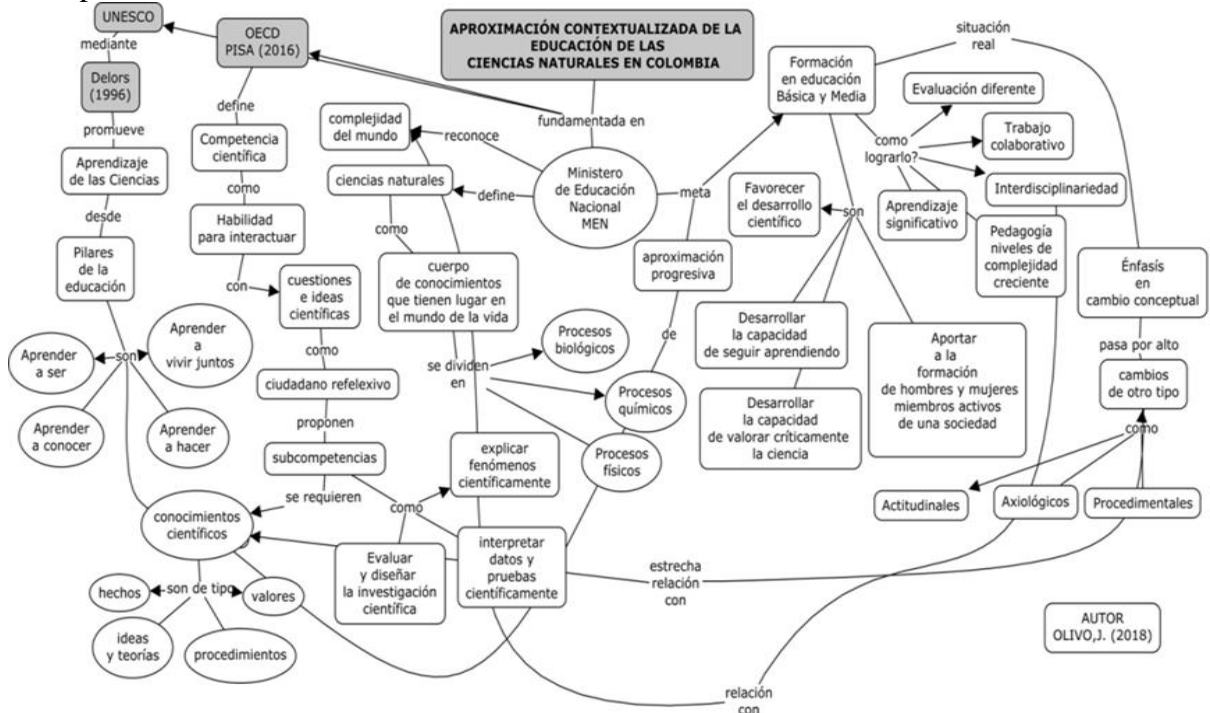 UNESCO
mediante
Delors
(1996)
promueve
Aprendizaje
de las Ciencias
desde
Pilares
de la
educación
son
Aprender
a ser
Aprender
a
vivir juntos
Aprender
a conocer
Aprender
a hacer
OECD
PISA (2016)
define
Competencia
científica
como
Habilidad
para interactuar
con
cuestiones
e ideas
científicas
como
ciudadano refelexivo
proponen
subcompetencias
se requieren
conocimientos
científicos
son de tipo
hechos
valores
ideas
y teorías
procedimientos
como
explicar
fenómenos
científicamente
Evaluar
y diseñar
la investigación
científica
interpretar
datos y
pruebas
científicamente
APROXIMACIÓN CONTEXTUALIZADA DE LA
EDUCACIÓN DE LAS
CIENCIAS NATURALES EN COLOMBIA
fundamentada en
Ministero
de Educación
Nacional
MEN
reconoce
complejidad
del mundo
define
ciencias naturales
como
cuerpo
de conocimientos
que tienen lugar en
el mundo de la vida
se dividen
en
Procesos
biológicos
Procesos
químicos
Procesos
físicos
meta
aproximación
progresiva
de
Formación
en educación
Básica y Media
son
Favorecer
el desarrollo
científico
Desarrollar
la capacidad
de seguir aprendiendo
Desarrollar
la capacidad
de valorar críticamente
la ciencia
Aportar
a la
formación
de hombres y mujeres
miembros activos
de una sociedad
como
lograrlo?
Evaluación diferente
Trabajo
colaborativo
Interdisciplinariedad
Aprendizaje
significativo
Pedagogía
niveles de
complejidad
creciente
situación
real
Énfasis
en
cambio conceptual
pasa por alto
cambios
de otro tipo
como
Actitudinales
Axiológicos
Procedimentales
estrecha
relación
con
relación
con
AUTOR
OLIVO,J. (2018)